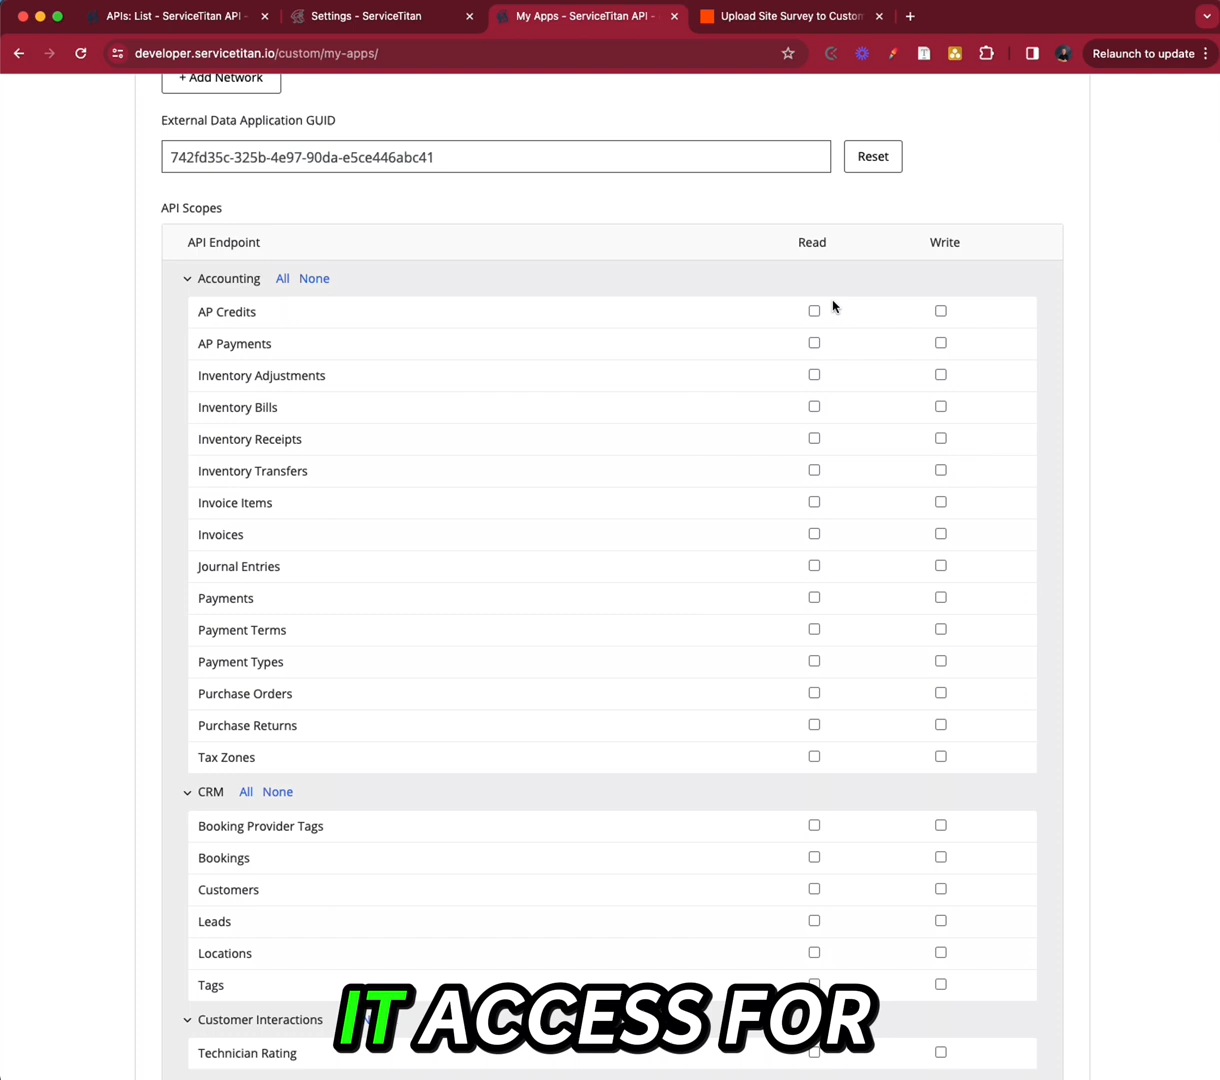 APIs: List - ServiceTitan API -
Settings - ServiceTitan
My Apps - ServiceTitan API -
Upload Site Survey to Custom
developer.servicetitan.io/custom/my-apps/
Relaunch to update
+ Add Network
External Data Application GUID
742fd35c-325b-4e97-90da-e5ce446abc41
Reset
API Scopes
API Endpoint Read Write
Accounting All None
AP Credits
AP Payments
Inventory Adjustments
Inventory Bills
Inventory Receipts
Inventory Transfers
Invoice Items
Invoices
Journal Entries
Payments
Payment Terms
Payment Types
Purchase Orders
Purchase Returns
Tax Zones
CRM All None
Booking Provider Tags
Bookings
Customers
Leads
Locations
Tags
IT ACCESS FOR
Customer Interactions
Technician Rating